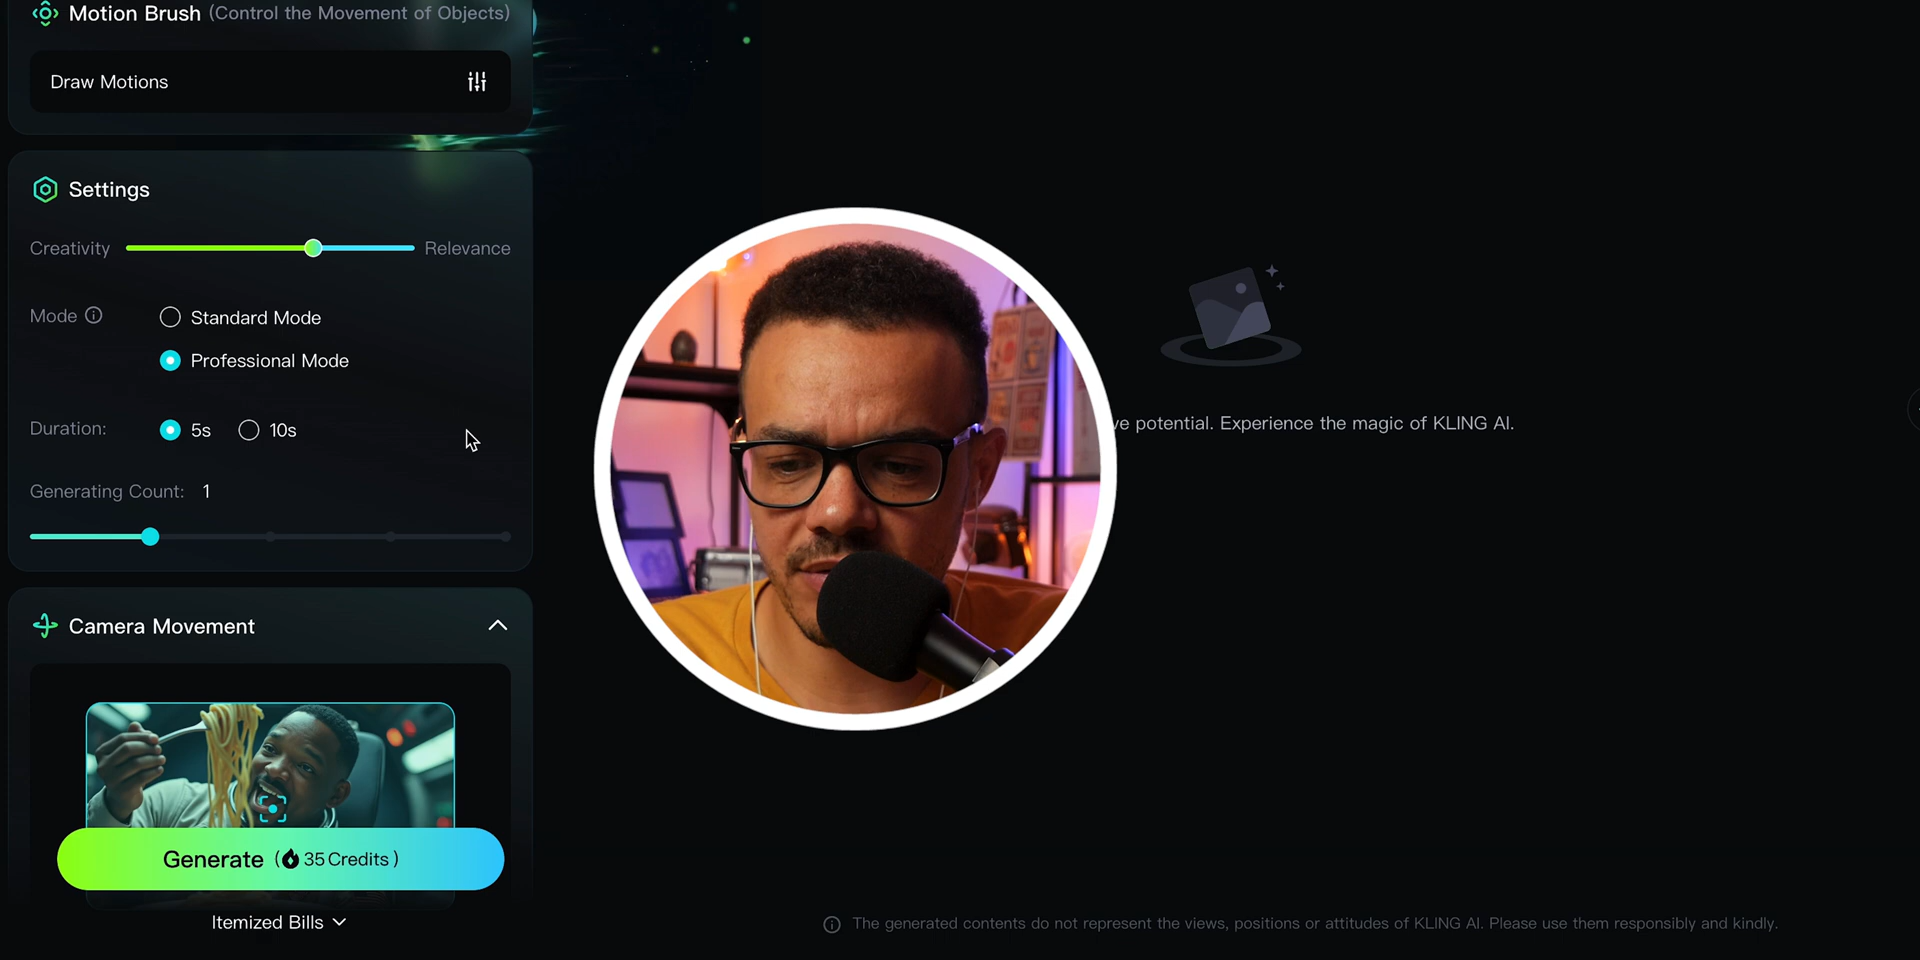 Motion Brush (Control the Movement of Objects)
Draw Motions
Settings
Creativity Relevance
Mode Standard Mode
Professional Mode
Duration: 5s 10s
Generating Count: 1
Camera Movement
Generate ( 35 Credits )
Itemized Bills
ve potential. Experience the magic of KLING AI.
The generated contents do not represent the views, positions or attitudes of KLING AI. Please use them responsibly and kindly.